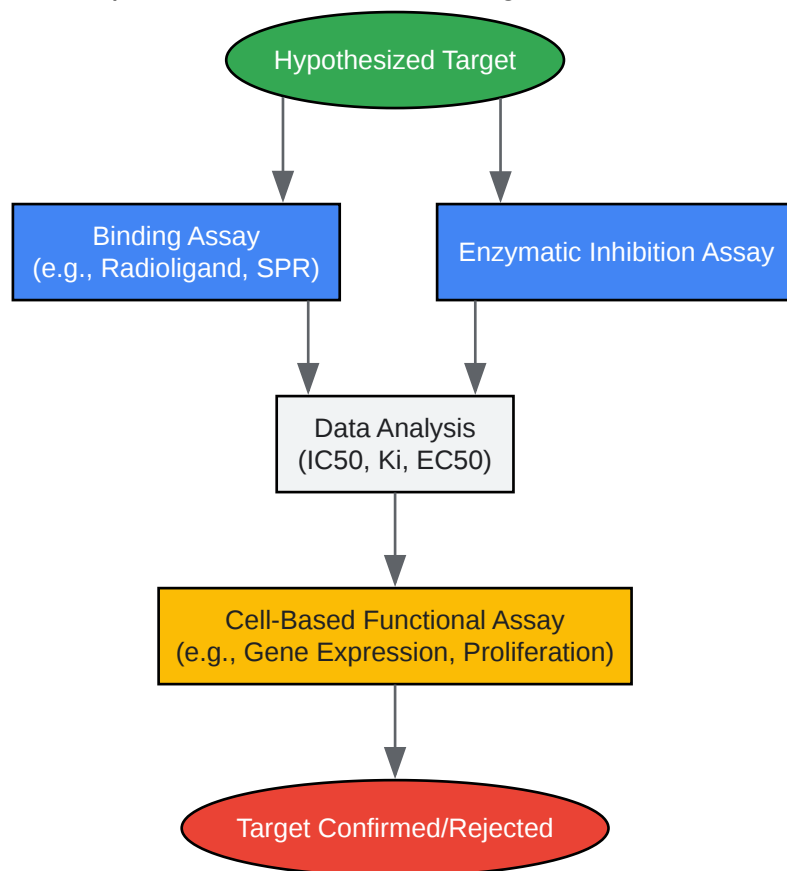 Hypothesized Target
Binding Assay
(e.g., Radioligand, SPR)
Enzymatic Inhibition Assay
Data Analysis
(IC50, Ki, EC50)
Cell-Based Functional Assay
(e.g., Gene Expression, Proliferation)
Target Confirmed/Rejected